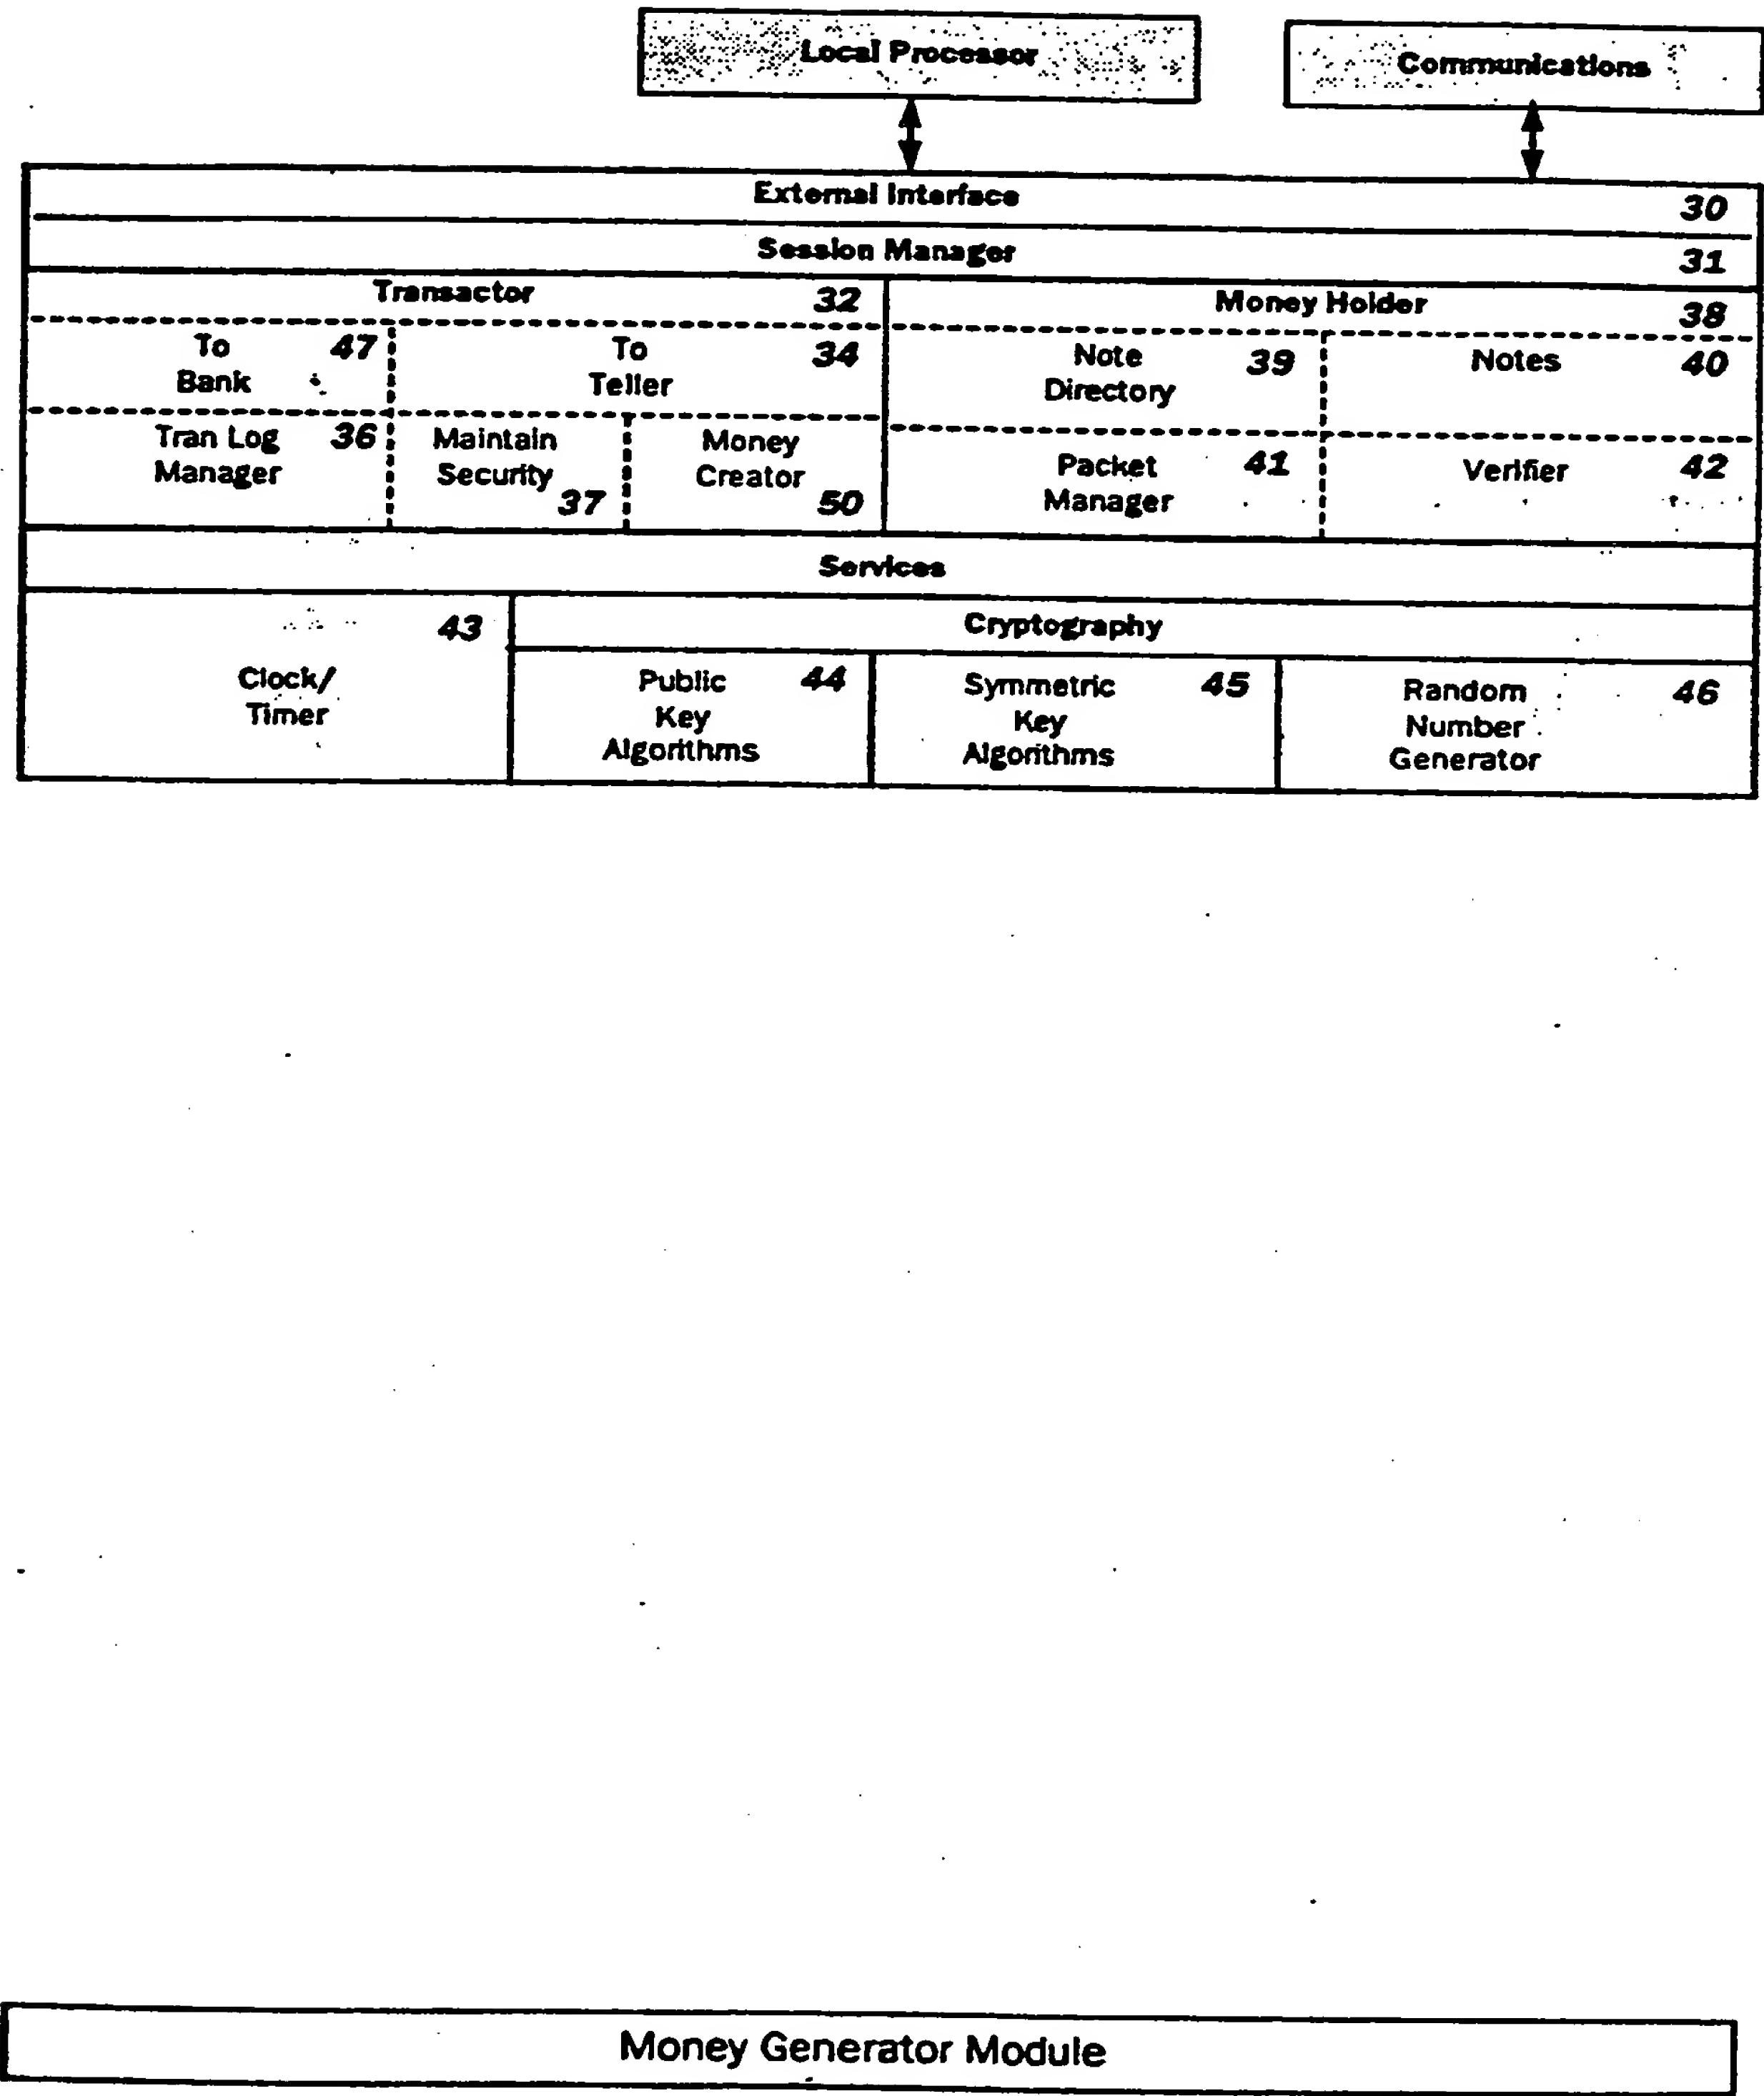 Local Processor
Communications
External Interface 30
Session Manager 31
Transactor 32
Money Holder 38
To Bank 47
To Teller 34
Note Directory 39
Notes 40
Tran Log Manager 36
Maintain Security 37
Money Creator 50
Packet Manager 41
Verifier 42
Services
43
Clock/
Timer
Cryptography
Public 44
Key
Algorithms
Symmetric 45
Key
Algorithms
Random 46
Number
Generator
Money Generator Module